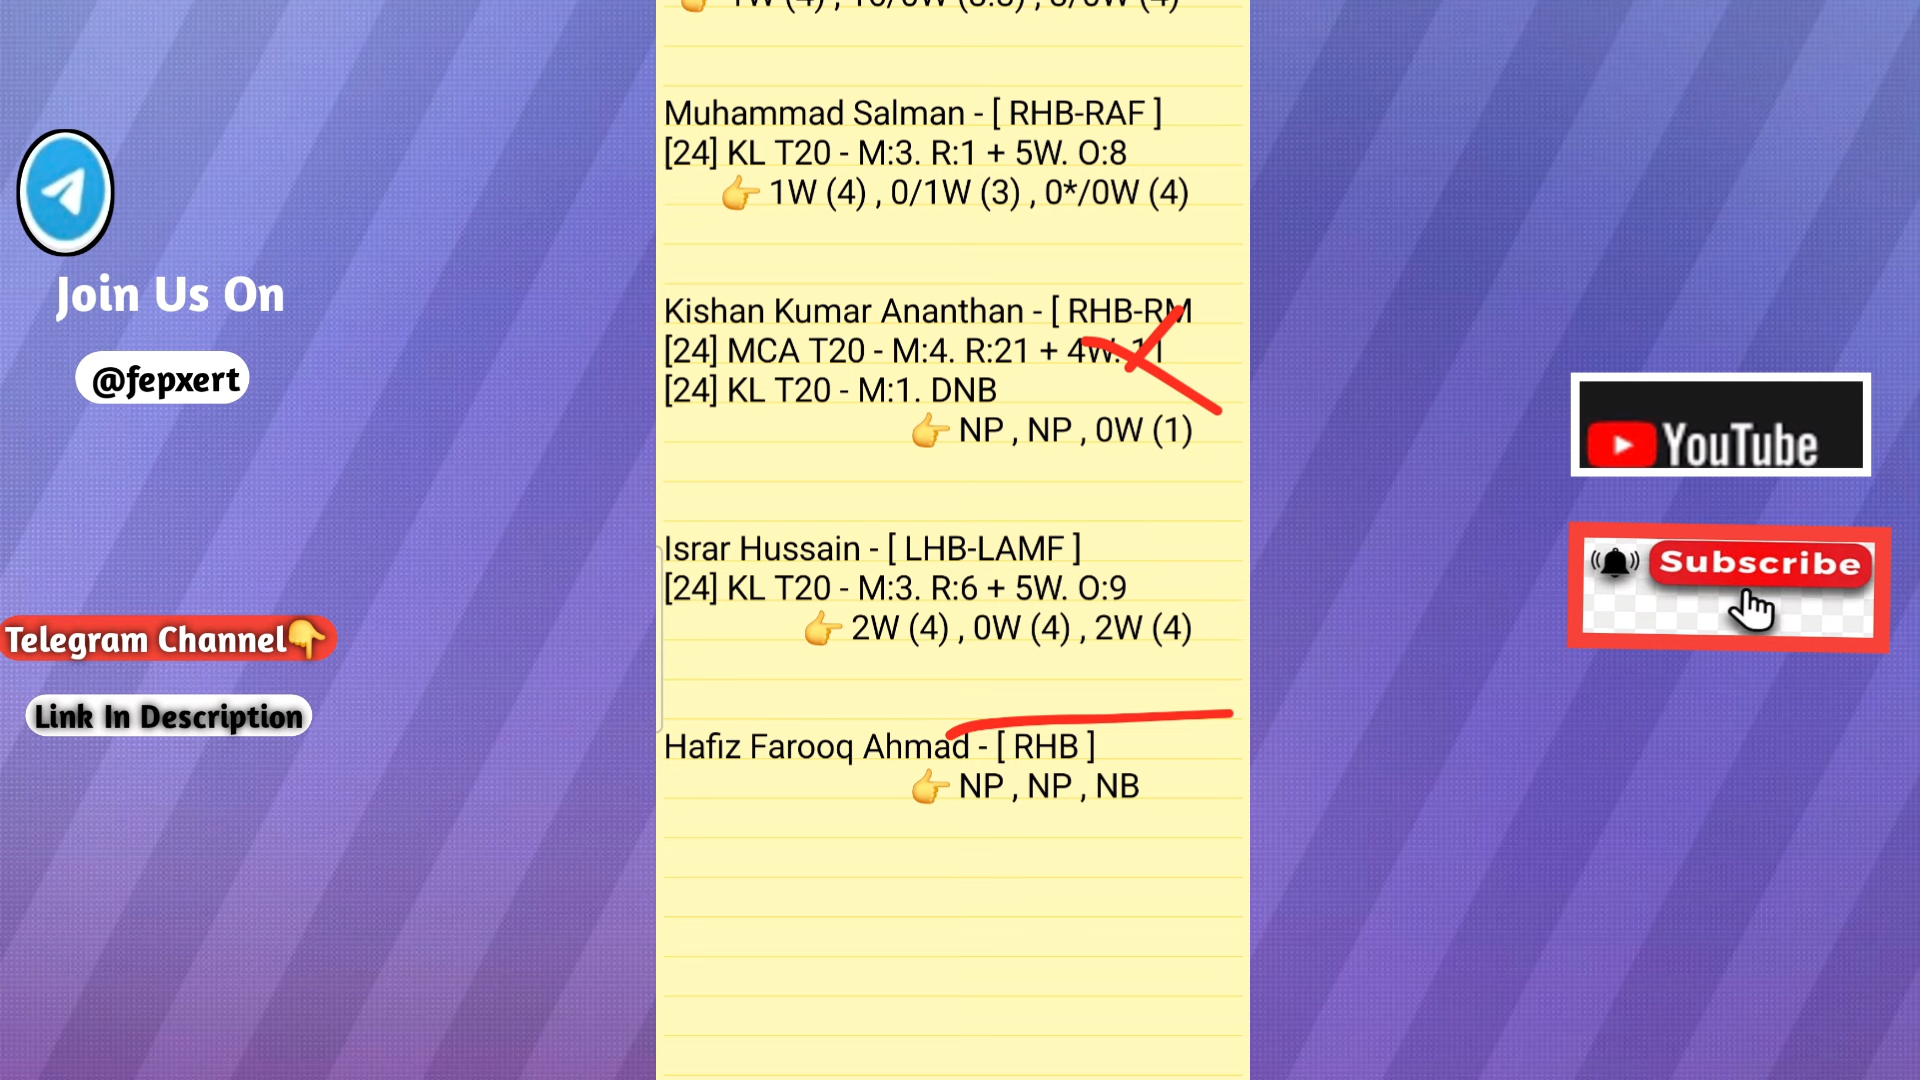 Muhammad Salman - [ RHB-RAF ]
[24] KL T20 - M:3. R:1 + 5W. O:8
👉 1W (4) , 0/1W (3) , 0*/0W (4)
Kishan Kumar Ananthan - [ RHB-RM
[24] MCA T20 - M:4. R:21 + 4W. 11
[24] KL T20 - M:1. DNB
👉 NP , NP , 0W (1)
Israr Hussain - [ LHB-LAMF ]
[24] KL T20 - M:3. R:6 + 5W. O:9
👉 2W (4) , 0W (4) , 2W (4)
Hafiz Farooq Ahmad - [ RHB ]
👉 NP , NP , NB
Join Us On
@fepxert
Telegram Channel👇
Link In Description
YouTube
Subscribe